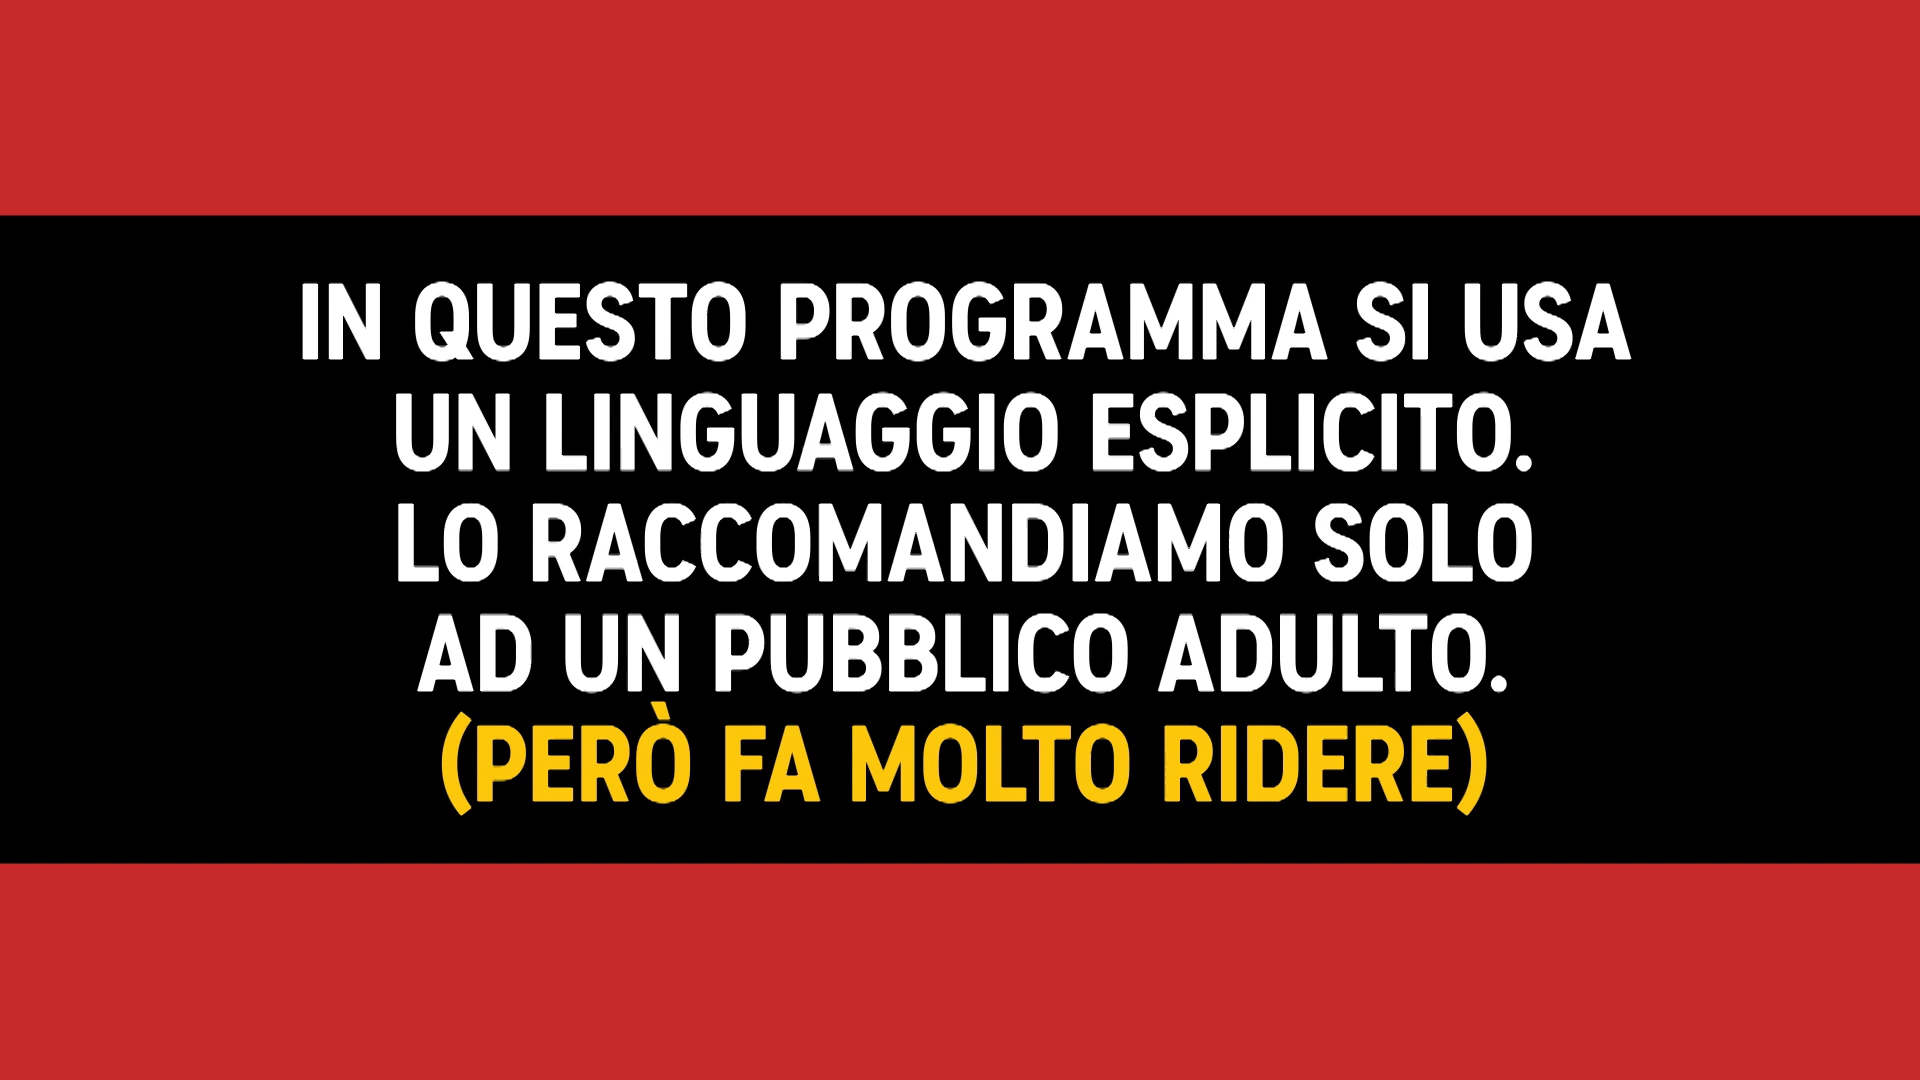 IN QUESTO PROGRAMMA SI USA
UN LINGUAGGIO ESPLICITO.
LO RACCOMANDIAMO SOLO
AD UN PUBBLICO ADULTO.
(PERÒ FA MOLTO RIDERE)